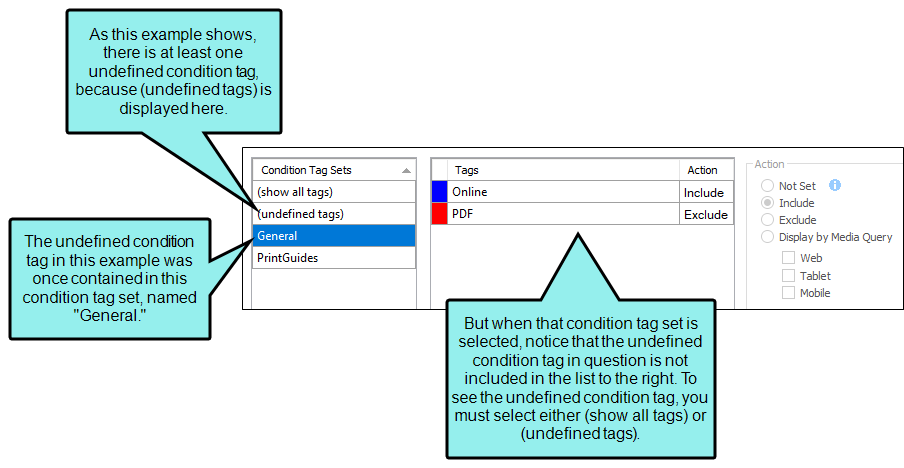 As this example shows,
there is at least one
undefined condition tag,
because (undefined tags) is
displayed here.
The undefined condition
tag in this example was
once contained in this
condition tag set, named
"General."
Condition Tag Sets
(show all tags)
(undefined tags)
General
PrintGuides
Tags Action
Online Include
PDF Exclude
Action
Not Set
Include
Exclude
Display by Media Query
Web
Tablet
Mobile
But when that condition tag set is
selected, notice that the undefined
condition tag in question is not
included in the list to the right. To
see the undefined condition tag, you
must select either (show all tags) or
(undefined tags).